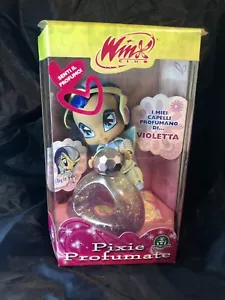 Winx
CLUB
SENTI IL
PROFUMO!
I MIEI
CAPELLI
PROFUMANO
DI...
VIOLETTA
Pixie
Profumate